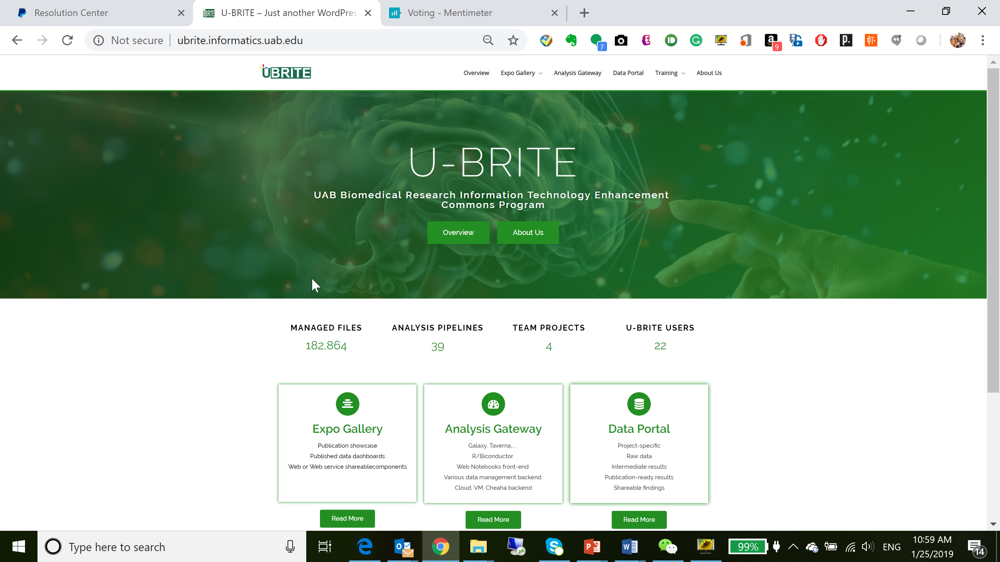 Resolution Center
U-BRITE – Just another WordPres
Voting - Mentimeter
Not secure
ubrite.informatics.uab.edu
7
9
UBRITE
Overview
Expo Gallery
Analysis Gateway
Data Portal
Training
About Us
U-BRITE
UAB Biomedical Research Information Technology Enhancement
Commons Program
Overview
About Us
MANAGED FILES
ANALYSIS PIPELINES
TEAM PROJECTS
U-BRITE USERS
182,864
39
4
22
Expo Gallery
Publication showcase
Published data dashboards
Web or Web service shareablecomponents
Read More
Analysis Gateway
Galaxy, Taverna,....
R/Biconductor
Web Notebooks front-end
Various data management backend
Cloud, VM, Cheaha backend
Read More
Data Portal
Project-specific
Raw data
Intermediate results
Publication-ready results
Shareable findings
Read More
Type here to search
99%
ENG
10:59 AM
1/25/2019
14